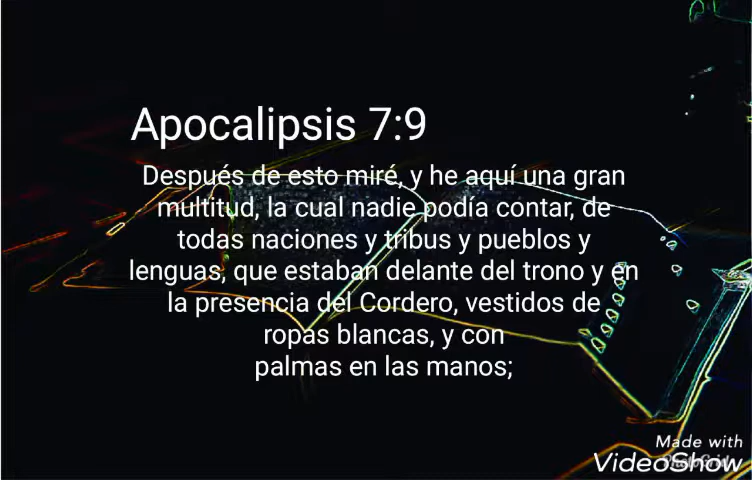 Apocalipsis 7:9
Después de esto miré, y he aquí una gran
multitud, la cual nadie podía contar, de
todas naciones y tribus y pueblos y
lenguas, que estaban delante del trono y en
la presencia del Cordero, vestidos de
ropas blancas, y con
palmas en las manos;
Made with
VideoShow